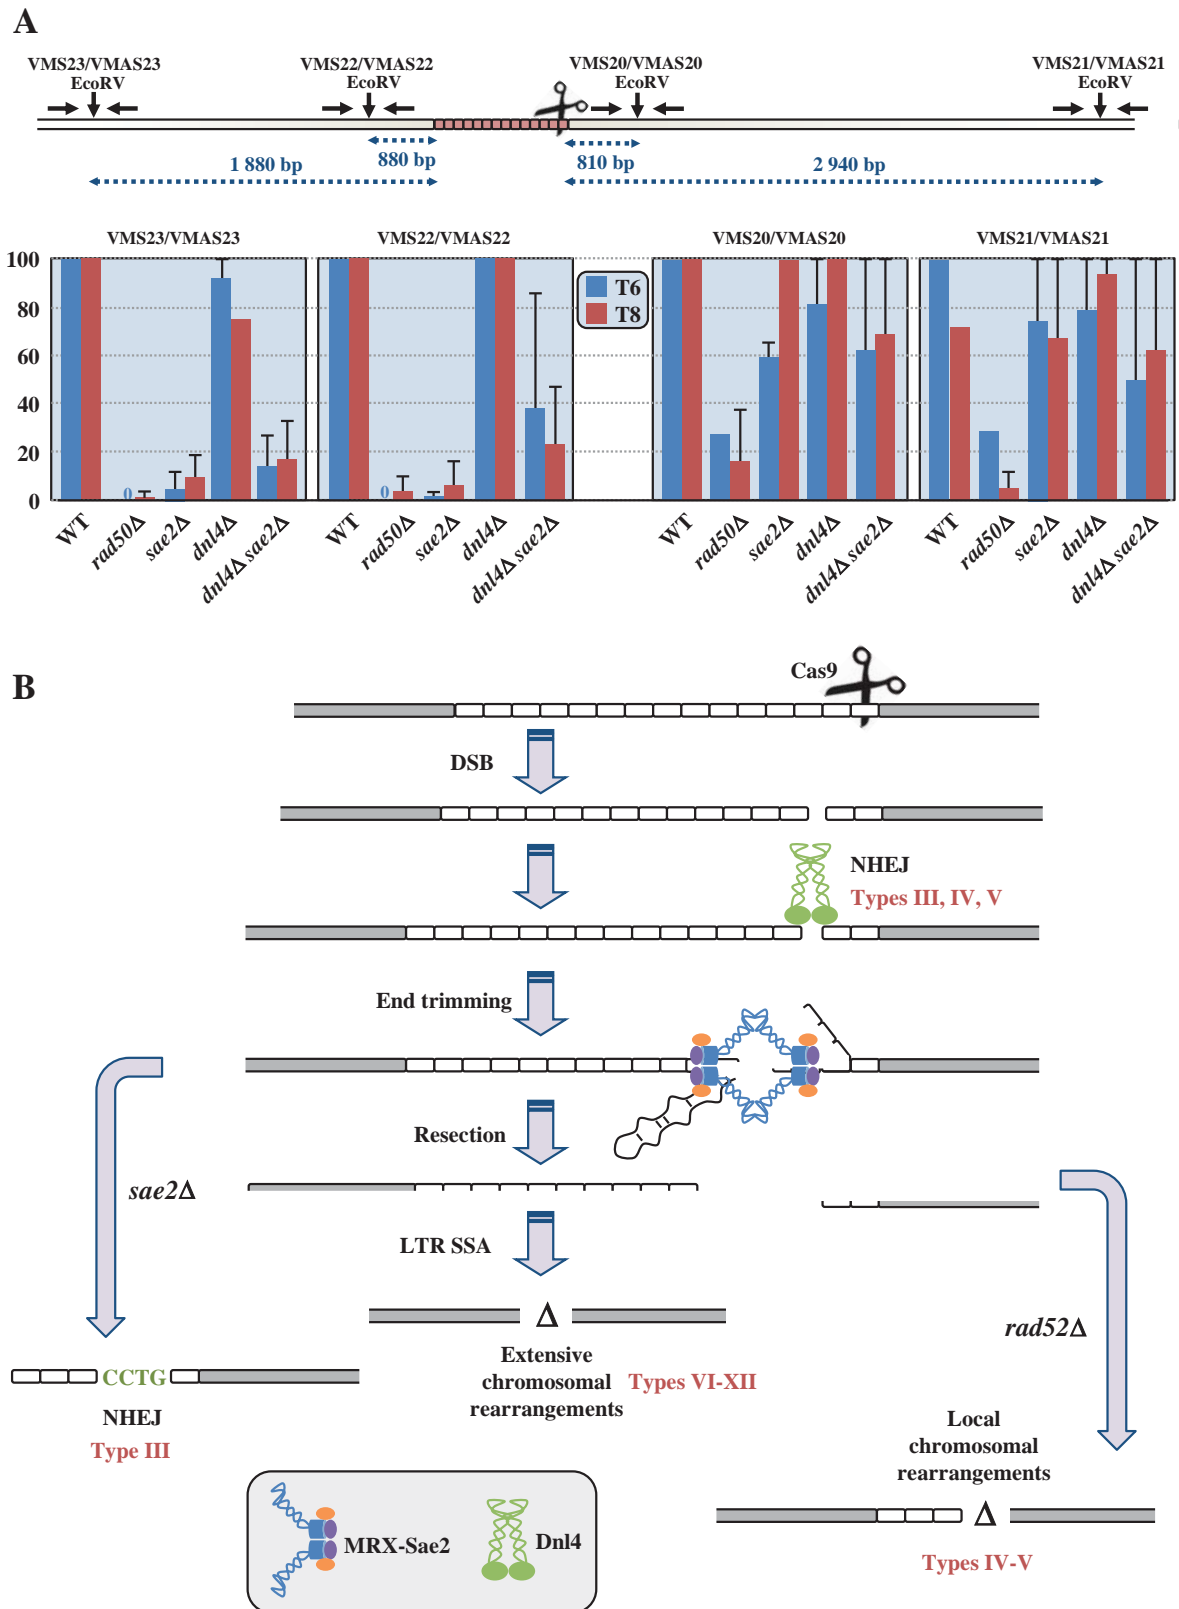 A
VMS23/VMAS23
EcoRV
VMS22/VMAS22
EcoRV
VMS20/VMAS20
EcoRV
VMS21/VMAS21
EcoRV
880 bp
810 bp
1 880 bp
2 940 bp
VMS23/VMAS23
VMS22/VMAS22
VMS20/VMAS20
VMS21/VMAS21
100
80
60
40
20
0
0
0
T6
T8
WT
rad50Δ
sae2Δ
dnl4Δ
dnl4Δ sae2Δ
WT
rad50Δ
sae2Δ
dnl4Δ
dnl4Δ sae2Δ
WT
rad50Δ
sae2Δ
dnl4Δ
dnl4Δ sae2Δ
WT
rad50Δ
sae2Δ
dnl4Δ
dnl4Δ sae2Δ
B
Cas9
DSB
NHEJ
Types III, IV, V
End trimming
Resection
sae2Δ
LTR SSA
Δ
rad52Δ
Extensive
chromosomal
rearrangements
Types VI-XII
CCTG
NHEJ
Type III
Local
chromosomal
rearrangements
Δ
Types IV-V
MRX-Sae2
Dnl4